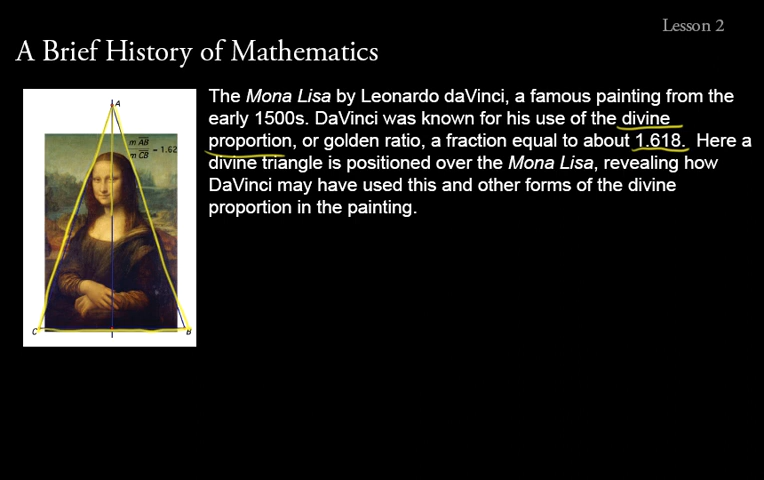 Lesson 2
A Brief History of Mathematics
The Mona Lisa by Leonardo daVinci, a famous painting from the
early 1500s. DaVinci was known for his use of the divine
proportion, or golden ratio, a fraction equal to about 1.618. Here a
divine triangle is positioned over the Mona Lisa, revealing how
DaVinci may have used this and other forms of the divine
proportion in the painting.
A
m AB
m CB = 1.62
C
B